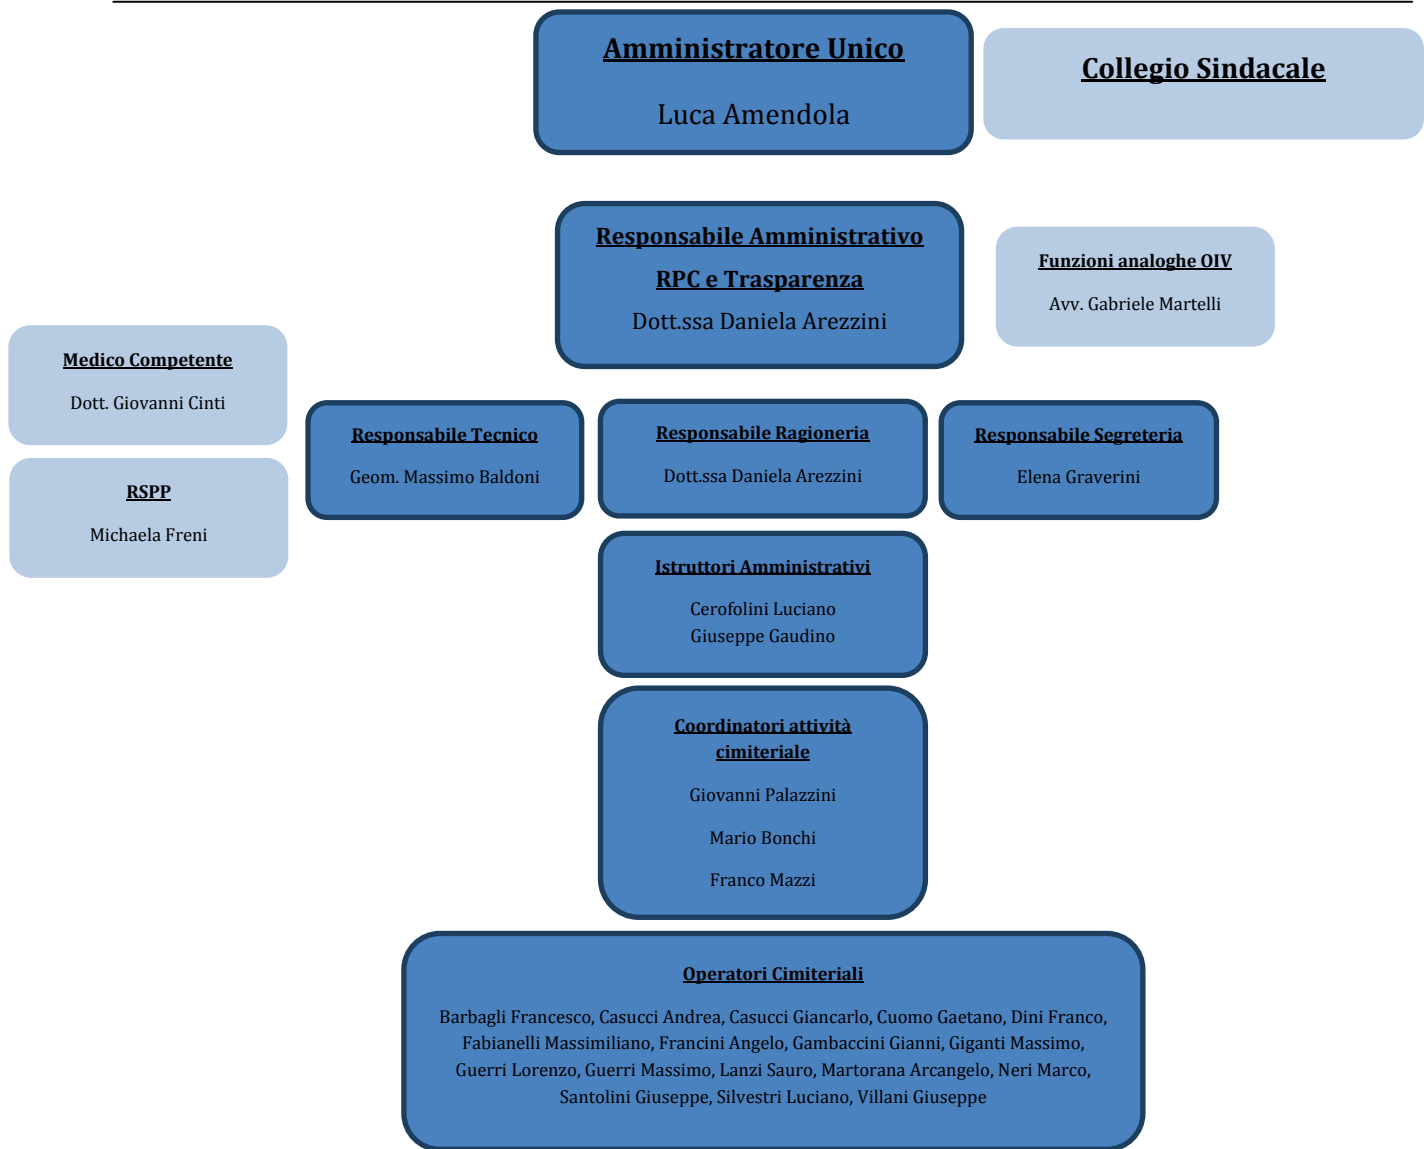 Amministratore Unico
Luca Amendola
Collegio Sindacale
Responsabile Amministrativo
RPC e Trasparenza
Dott.ssa Daniela Arezzini
Funzioni analoghe OIV
Avv. Gabriele Martelli
Medico Competente
Dott. Giovanni Cinti
RSPP
Michaela Freni
Responsabile Tecnico
Geom. Massimo Baldoni
Responsabile Ragioneria
Dott.ssa Daniela Arezzini
Responsabile Segreteria
Elena Graverini
Istruttori Amministrativi
Cerofolini Luciano
Giuseppe Gaudino
Coordinatori attività
cimiteriale
Giovanni Palazzini
Mario Bonchi
Franco Mazzi
Operatori Cimiteriali
Barbagli Francesco, Casucci Andrea, Casucci Giancarlo, Cuomo Gaetano, Dini Franco,
Fabianelli Massimiliano, Francini Angelo, Gambaccini Gianni, Giganti Massimo,
Guerri Lorenzo, Guerri Massimo, Lanzi Sauro, Martorana Arcangelo, Neri Marco,
Santolini Giuseppe, Silvestri Luciano, Villani Giuseppe